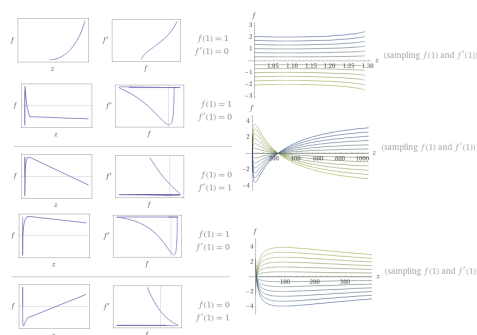 f
z
f'
f
f(1) = 1
f'(1) = 0
f
3
2
1
-1
-2
-3
1.05 1.10 1.15 1.20 1.25 1.30 z
(sampling f(1) and f'(1))
f
z
f'
f
f(1) = 1
f'(1) = 0
f
4
2
-2
-4
200 400 600 800 1000
z
(sampling f(1) and f'(1))
f
z
f'
f
f(1) = 0
f'(1) = 1
f
z
f'
f
f(1) = 1
f'(1) = 0
f
4
2
-2
-4
100 200 300
z
(sampling f(1) and f'(1)
f
f'
f(1) = 0
f'(1) = 1